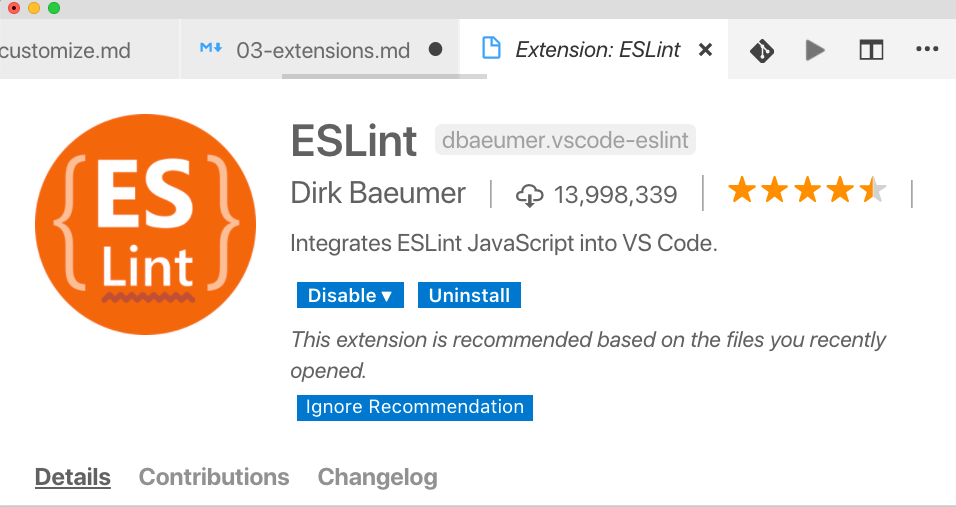 customize.md 03-extensions.md Extension: ESLint
{ES
Lint}
ESLint dbaeumer.vscode-eslint
Dirk Baeumer 13,998,339
Integrates ESLint JavaScript into VS Code.
Disable ▾ Uninstall
This extension is recommended based on the files you recently
opened.
Ignore Recommendation
Details Contributions Changelog